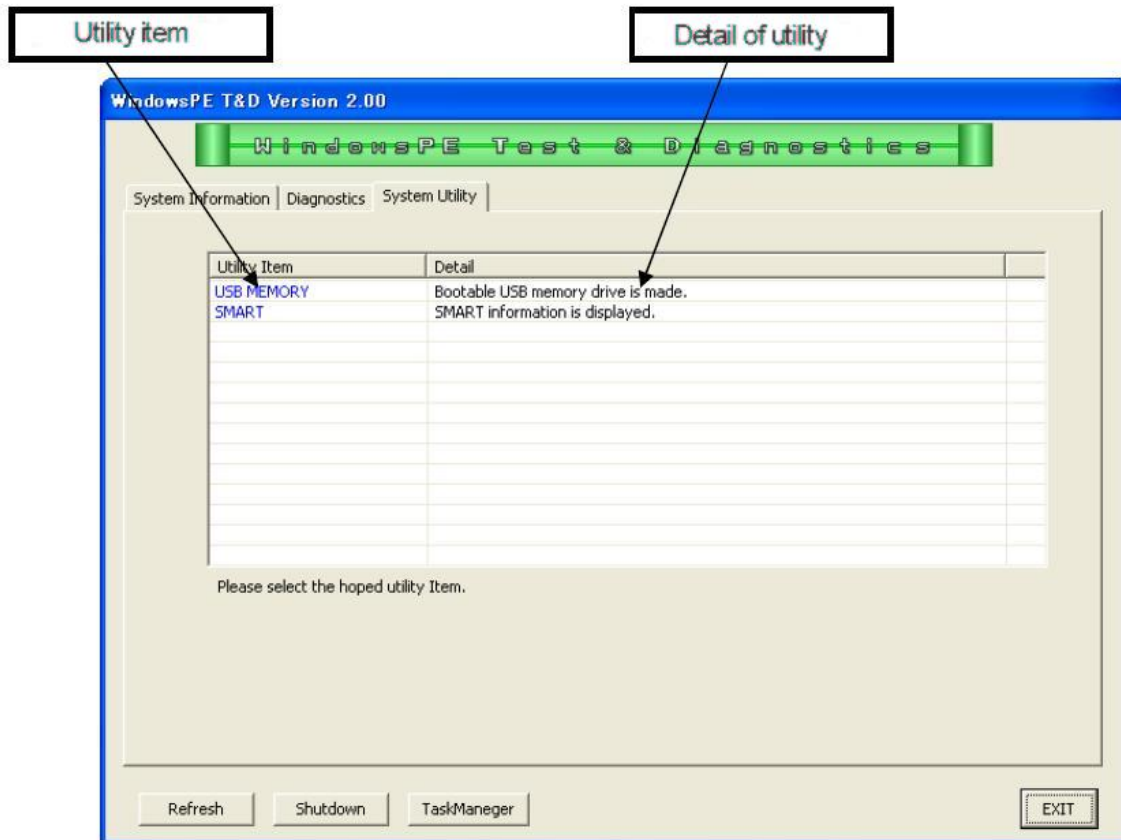 Utility item
Detail of utility
WindowsPE T&D Version 2.00
WindowsPE Test & Diagnostics
System Information Diagnostics System Utility
Utility Item Detail
USB MEMORY Bootable USB memory drive is made.
SMART SMART information is displayed.
Please select the hoped utility Item.
Refresh Shutdown TaskManeger EXIT